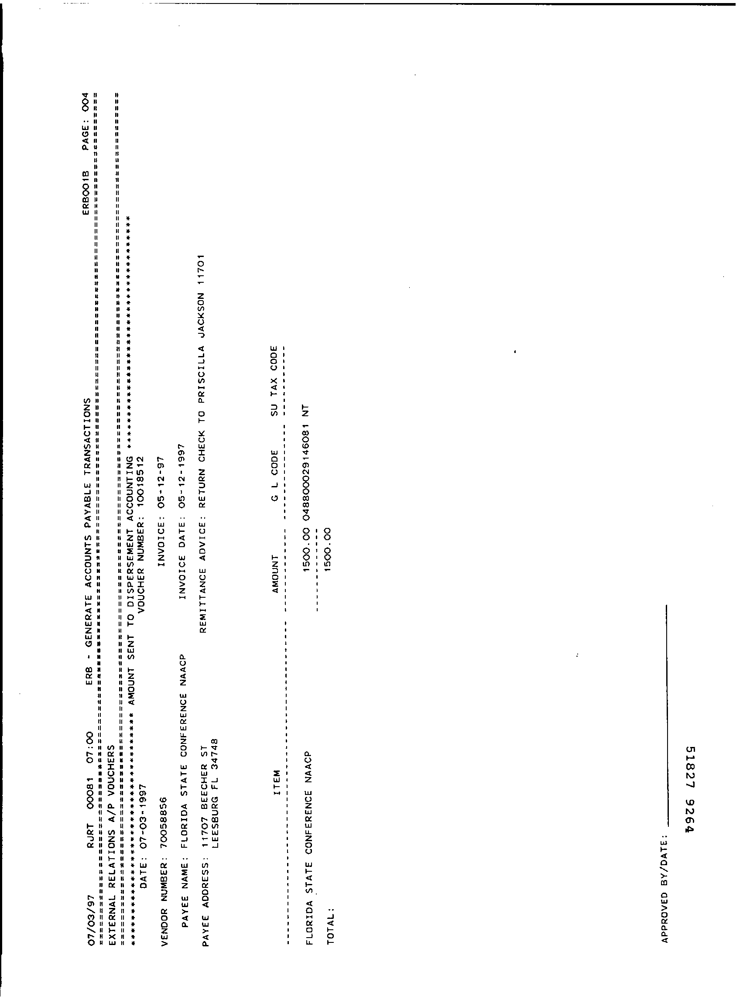 07/03/97 RJRT 00081 07:00 ERB - GENERATE ACCOUNTS PAYABLE TRANSACTIONS ERB001B PAGE: 004
EXTERNAL RELATIONS A/P VOUCHERS
AMOUNT SENT TO DISPERSEMENT ACCOUNTING
DATE: 07-03-1997 VOUCHER NUMBER: 10018512
VENDOR NUMBER: 70058856 INVOICE: 05-12-97
PAYEE NAME: FLORIDA STATE CONFERENCE NAACP INVOICE DATE: 05-12-1997
PAYEE ADDRESS: 11707 BEECHER ST REMITTANCE ADVICE: RETURN CHECK TO PRISCILLA JACKSON 11701
LEESBURG FL 34748
ITEM AMOUNT G L CODE SU TAX CODE
FLORIDA STATE CONFERENCE NAACP 1500.00 0488000029146081 NT
TOTAL: 1500.00
APPROVED BY/DATE:
51827 9264